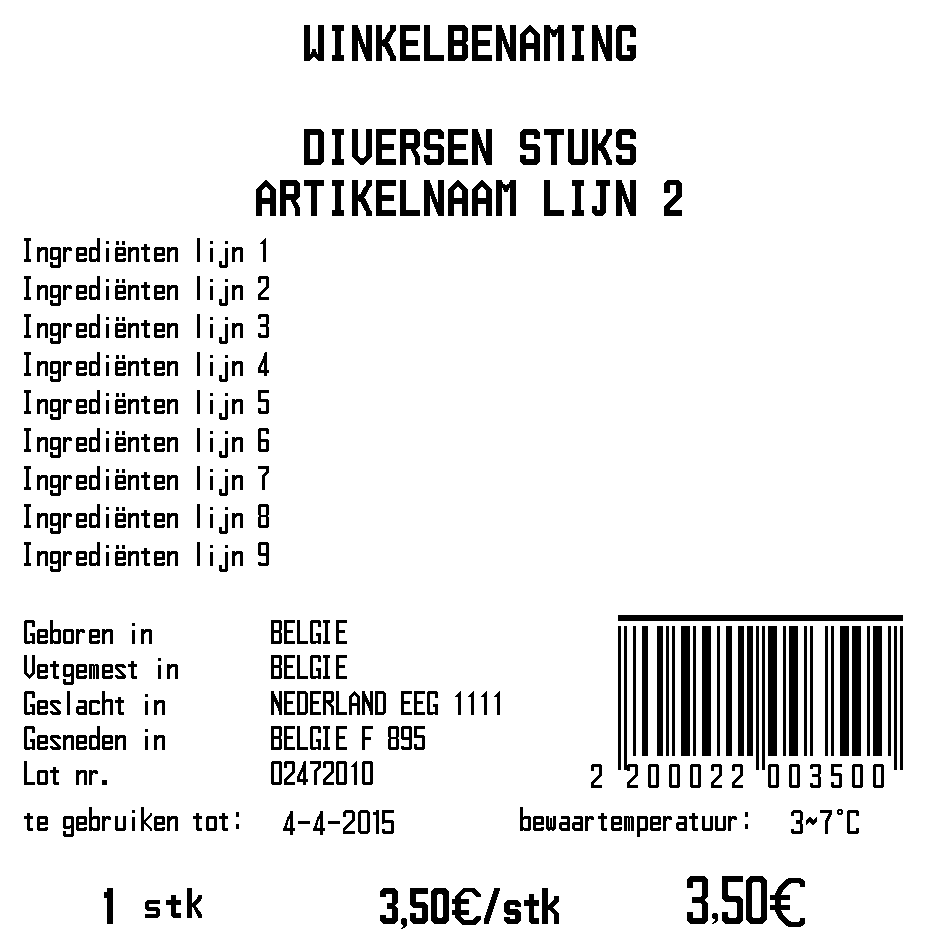 WINKELBENAMING
DIVERSEN STUKS
ARTIKELNAAM LIJN 2
Ingrediënten lijn 1
Ingrediënten lijn 2
Ingrediënten lijn 3
Ingrediënten lijn 4
Ingrediënten lijn 5
Ingrediënten lijn 6
Ingrediënten lijn 7
Ingrediënten lijn 8
Ingrediënten lijn 9
Geboren in BELGIE
Vetgemest in BELGIE
Geslacht in NEDERLAND EEG 1111
Gesneden in BELGIE F 895
Lot nr. 02472010
2 200022 003500
te gebruiken tot: 4-4-2015 bewaartemperatuur: 3~7°C
1 stk 3,50€/stk 3,50€